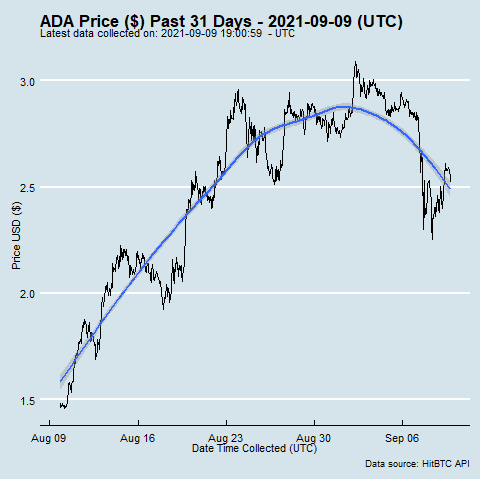 ADA Price ($) Past 31 Days - 2021-09-09 (UTC)
Latest data collected on: 2021-09-09 19:00:59 - UTC
3.0
2.5
2.0
1.5
Price USD ($)
Aug 09 Aug 16 Aug 23 Aug 30 Sep 06
Date Time Collected (UTC)
Data source: HitBTC API